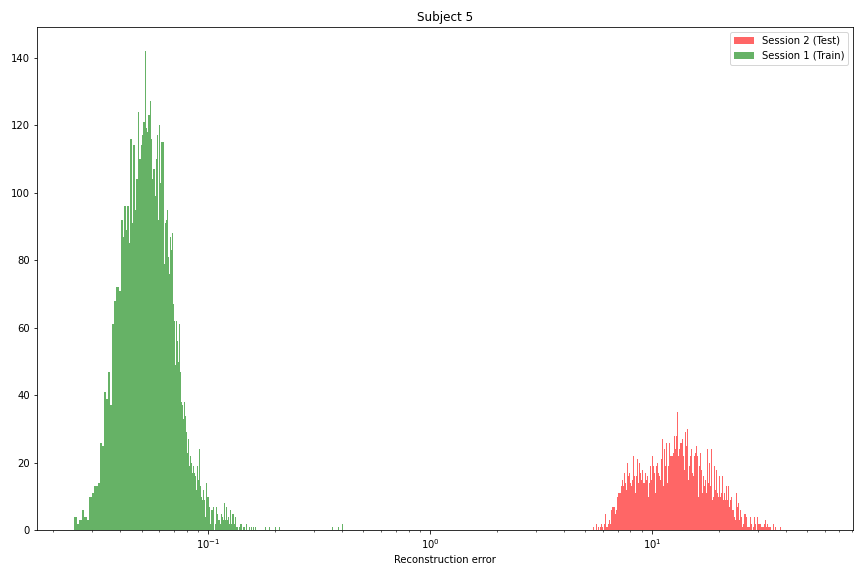 Subject 5
Session 2 (Test)
Session 1 (Train)
140
120
100
80
60
40
20
0
10⁻¹
10⁰
10¹
Reconstruction error